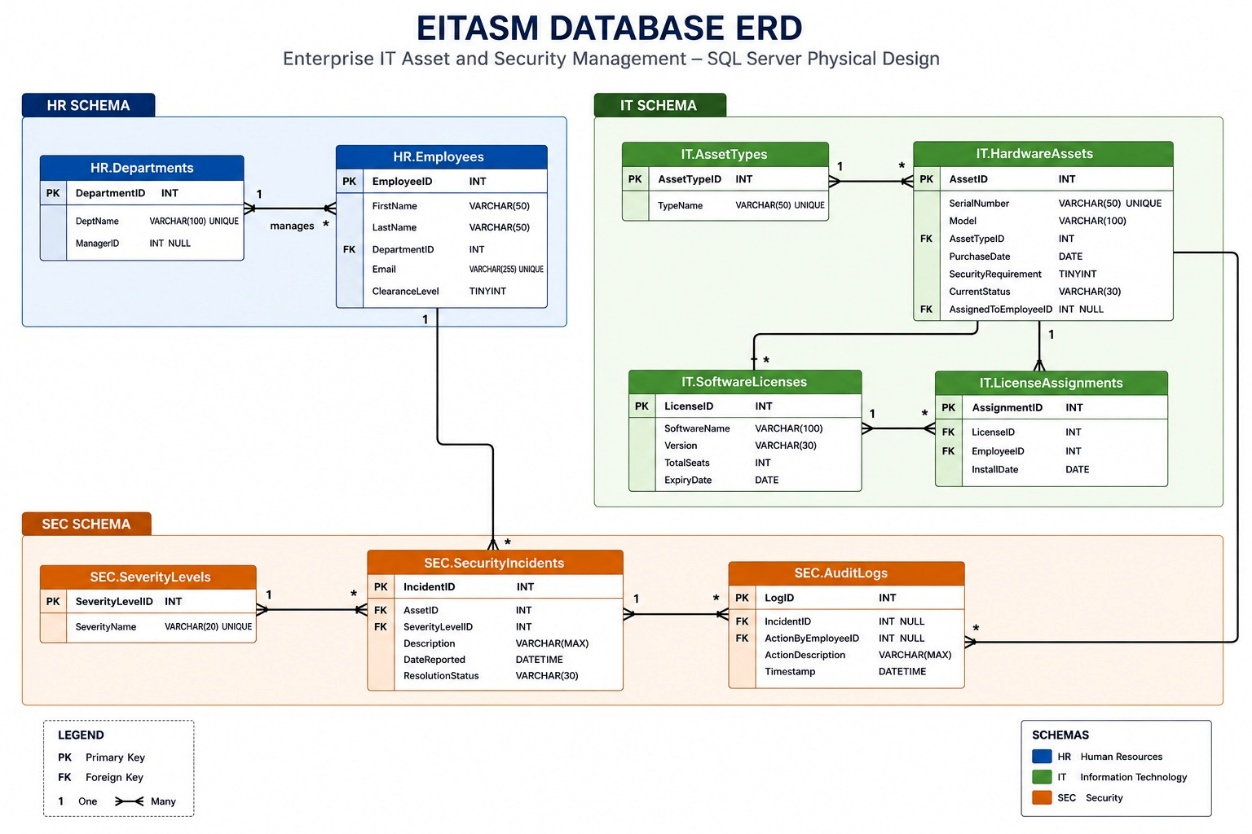 EITASM DATABASE ERD
Enterprise IT Asset and Security Management – SQL Server Physical Design
HR SCHEMA
HR.Departments
PK DepartmentID INT
DeptName VARCHAR(100) UNIQUE
ManagerID INT NULL
1
manages *
HR.Employees
PK EmployeeID INT
FirstName VARCHAR(50)
LastName VARCHAR(50)
FK DepartmentID INT
Email VARCHAR(255) UNIQUE
ClearanceLevel TINYINT
1
IT SCHEMA
IT.AssetTypes
PK AssetTypeID INT
TypeName VARCHAR(50) UNIQUE
1 *
IT.HardwareAssets
PK AssetID INT
SerialNumber VARCHAR(50) UNIQUE
Model VARCHAR(100)
FK AssetTypeID INT
PurchaseDate DATE
SecurityRequirement TINYINT
CurrentStatus VARCHAR(30)
FK AssignedToEmployeeID INT NULL
1
*
IT.SoftwareLicenses
PK LicenseID INT
SoftwareName VARCHAR(100)
Version VARCHAR(30)
TotalSeats INT
ExpiryDate DATE
1 *
IT.LicenseAssignments
PK AssignmentID INT
FK LicenseID INT
FK EmployeeID INT
InstallDate DATE
SEC SCHEMA
SEC.SeverityLevels
PK SeverityLevelID INT
SeverityName VARCHAR(20) UNIQUE
1 *
*
SEC.SecurityIncidents
PK IncidentID INT
FK AssetID INT
FK SeverityLevelID INT
Description VARCHAR(MAX)
DateReported DATETIME
ResolutionStatus VARCHAR(30)
1 *
SEC.AuditLogs
PK LogID INT
FK IncidentID INT NULL
FK ActionByEmployeeID INT NULL
ActionDescription VARCHAR(MAX)
Timestamp DATETIME
*
LEGEND
PK Primary Key
FK Foreign Key
1 One Many
SCHEMAS
HR Human Resources
IT Information Technology
SEC Security